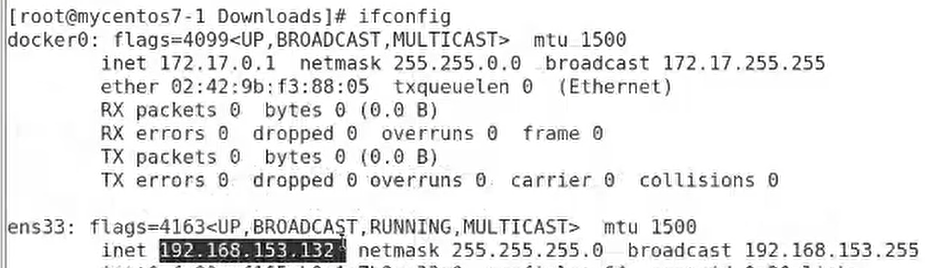 [root@mycentos7-1 Downloads]# ifconfig
docker0: flags=4099<UP,BROADCAST,MULTICAST>  mtu 1500
inet 172.17.0.1  netmask 255.255.0.0  broadcast 172.17.255.255
ether 02:42:9b:f3:88:05  txqueuelen 0  (Ethernet)
RX packets 0  bytes 0 (0.0 B)
RX errors 0  dropped 0  overruns 0  frame 0
TX packets 0  bytes 0 (0.0 B)
TX errors 0  dropped 0 overruns 0  carrier 0  collisions 0
ens33: flags=4163<UP,BROADCAST,RUNNING,MULTICAST>  mtu 1500
inet 192.168.153.132  netmask 255.255.255.0  broadcast 192.168.153.255